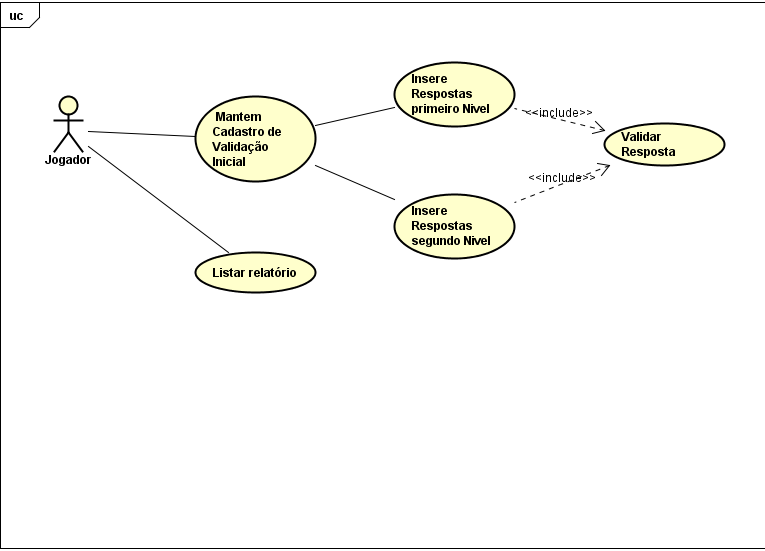 uc
Jogador
Mantem
Cadastro de
Validação
Inicial
Listar relatório
Insere
Respostas
primeiro Nivel
Insere
Respostas
segundo Nivel
<<include>>
<<include>>
Validar
Resposta